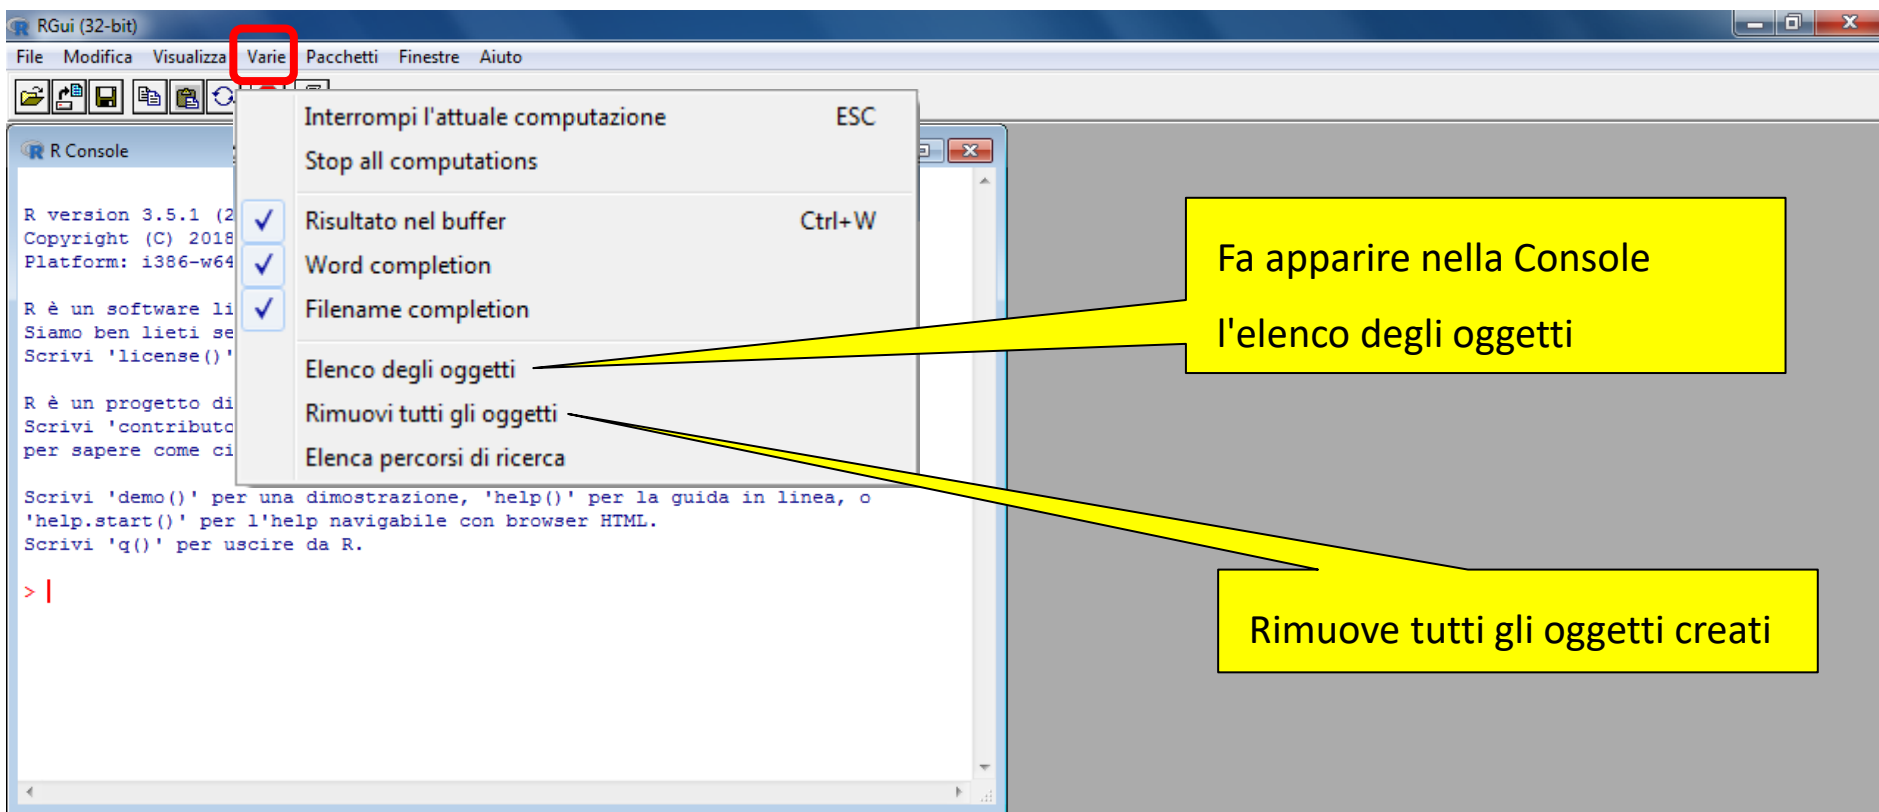 RGui (32-bit)
File Modifica Visualizza Varie Pacchetti Finestre Aiuto
Interrompi l'attuale computazione ESC
Stop all computations
Risultato nel buffer Ctrl+W
Word completion
Filename completion
Elenco degli oggetti
Rimuovi tutti gli oggetti
Elenca percorsi di ricerca
R Console
R version 3.5.1 (2
Copyright (C) 2018
Platform: i386-w64
R è un software li
Siamo ben lieti se
Scrivi 'license()'
R è un progetto di
Scrivi 'contributo
per sapere come ci
Scrivi 'demo()' per una dimostrazione, 'help()' per la guida in linea, o
'help.start()' per l'help navigabile con browser HTML.
Scrivi 'q()' per uscire da R.
>
Fa apparire nella Console
l'elenco degli oggetti
Rimuove tutti gli oggetti creati